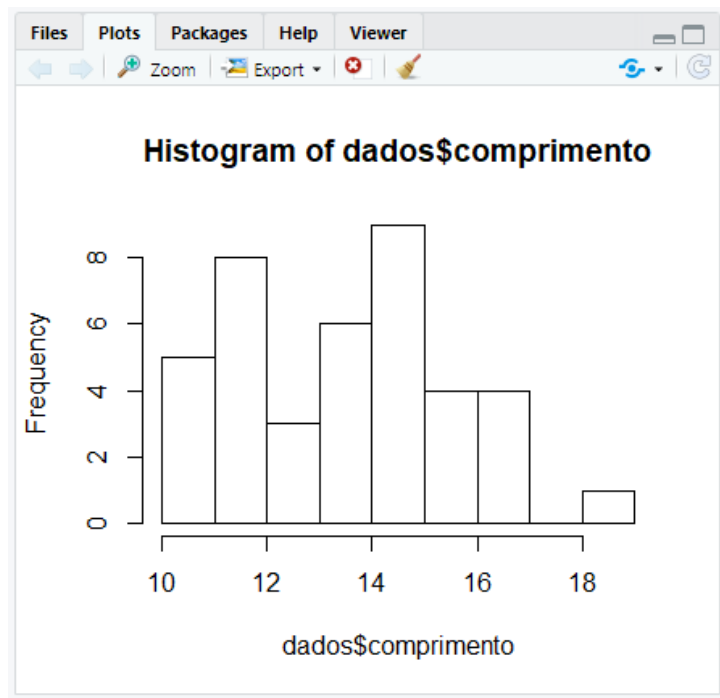 Files Plots Packages Help Viewer
Zoom Export
Histogram of dados$comprimento
Frequency
8
6
4
2
0
10 12 14 16 18
dados$comprimento